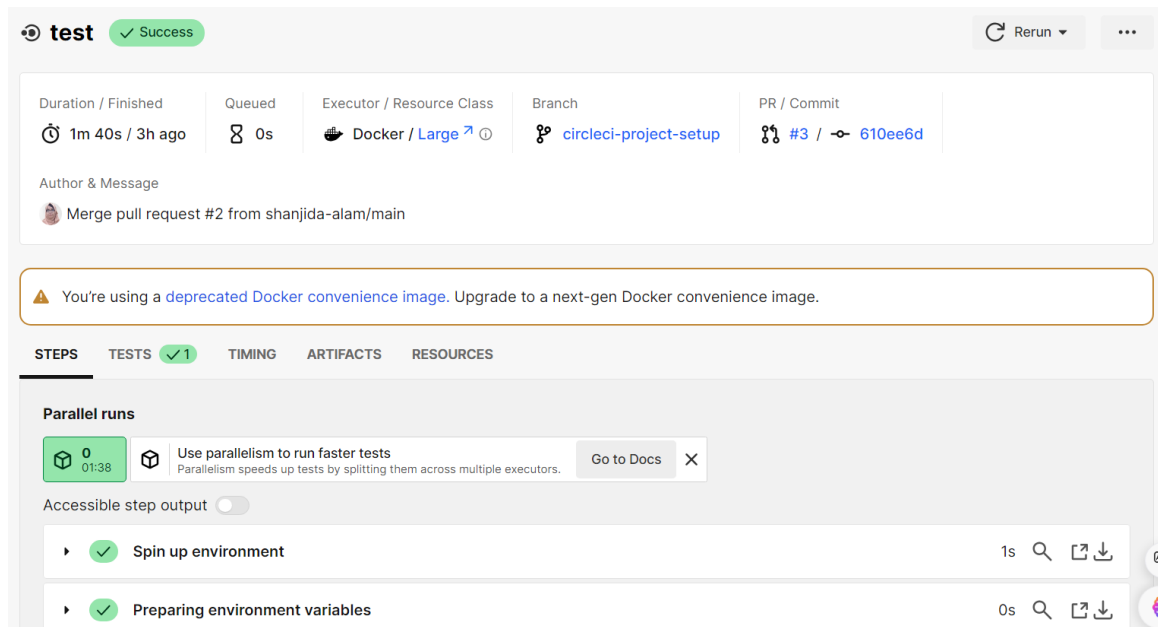 test Success Rerun
Duration / Finished Queued Executor / Resource Class Branch PR / Commit
1m 40s / 3h ago 0s Docker / Large circleci-project-setup #3 / 610ee6d
Author & Message
Merge pull request #2 from shanjida-alam/main
You're using a deprecated Docker convenience image. Upgrade to a next-gen Docker convenience image.
STEPS TESTS 1 TIMING ARTIFACTS RESOURCES
Parallel runs
0
01:38
Use parallelism to run faster tests
Parallelism speeds up tests by splitting them across multiple executors.
Go to Docs
Accessible step output
Spin up environment 1s
Preparing environment variables 0s